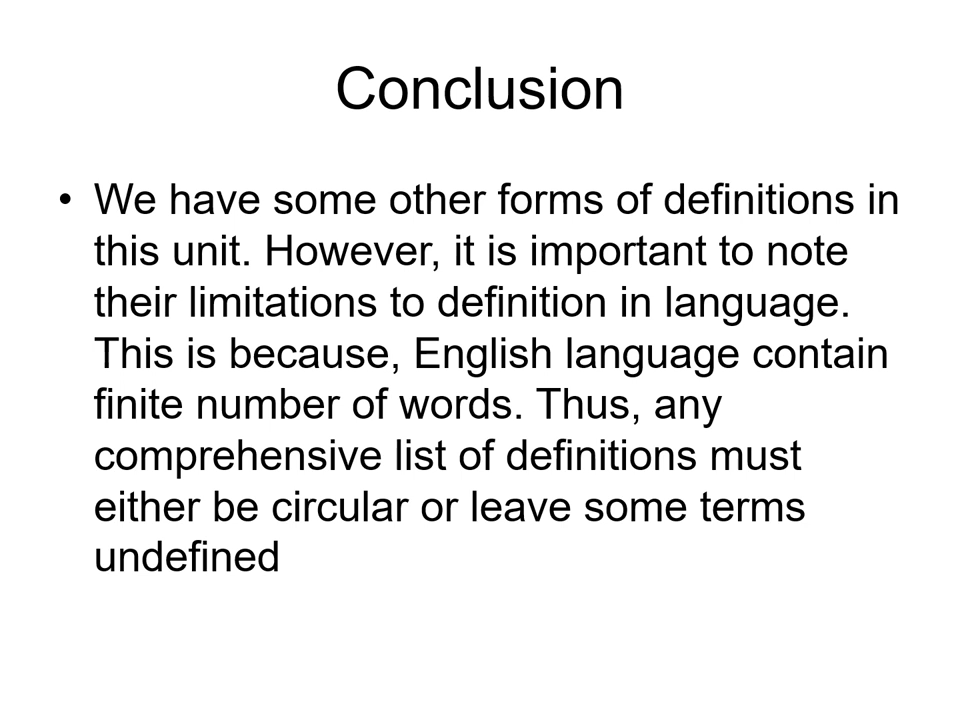 Conclusion
• We have some other forms of definitions in
this unit. However, it is important to note
their limitations to definition in language.
This is because, English language contain
finite number of words. Thus, any
comprehensive list of definitions must
either be circular or leave some terms
undefined